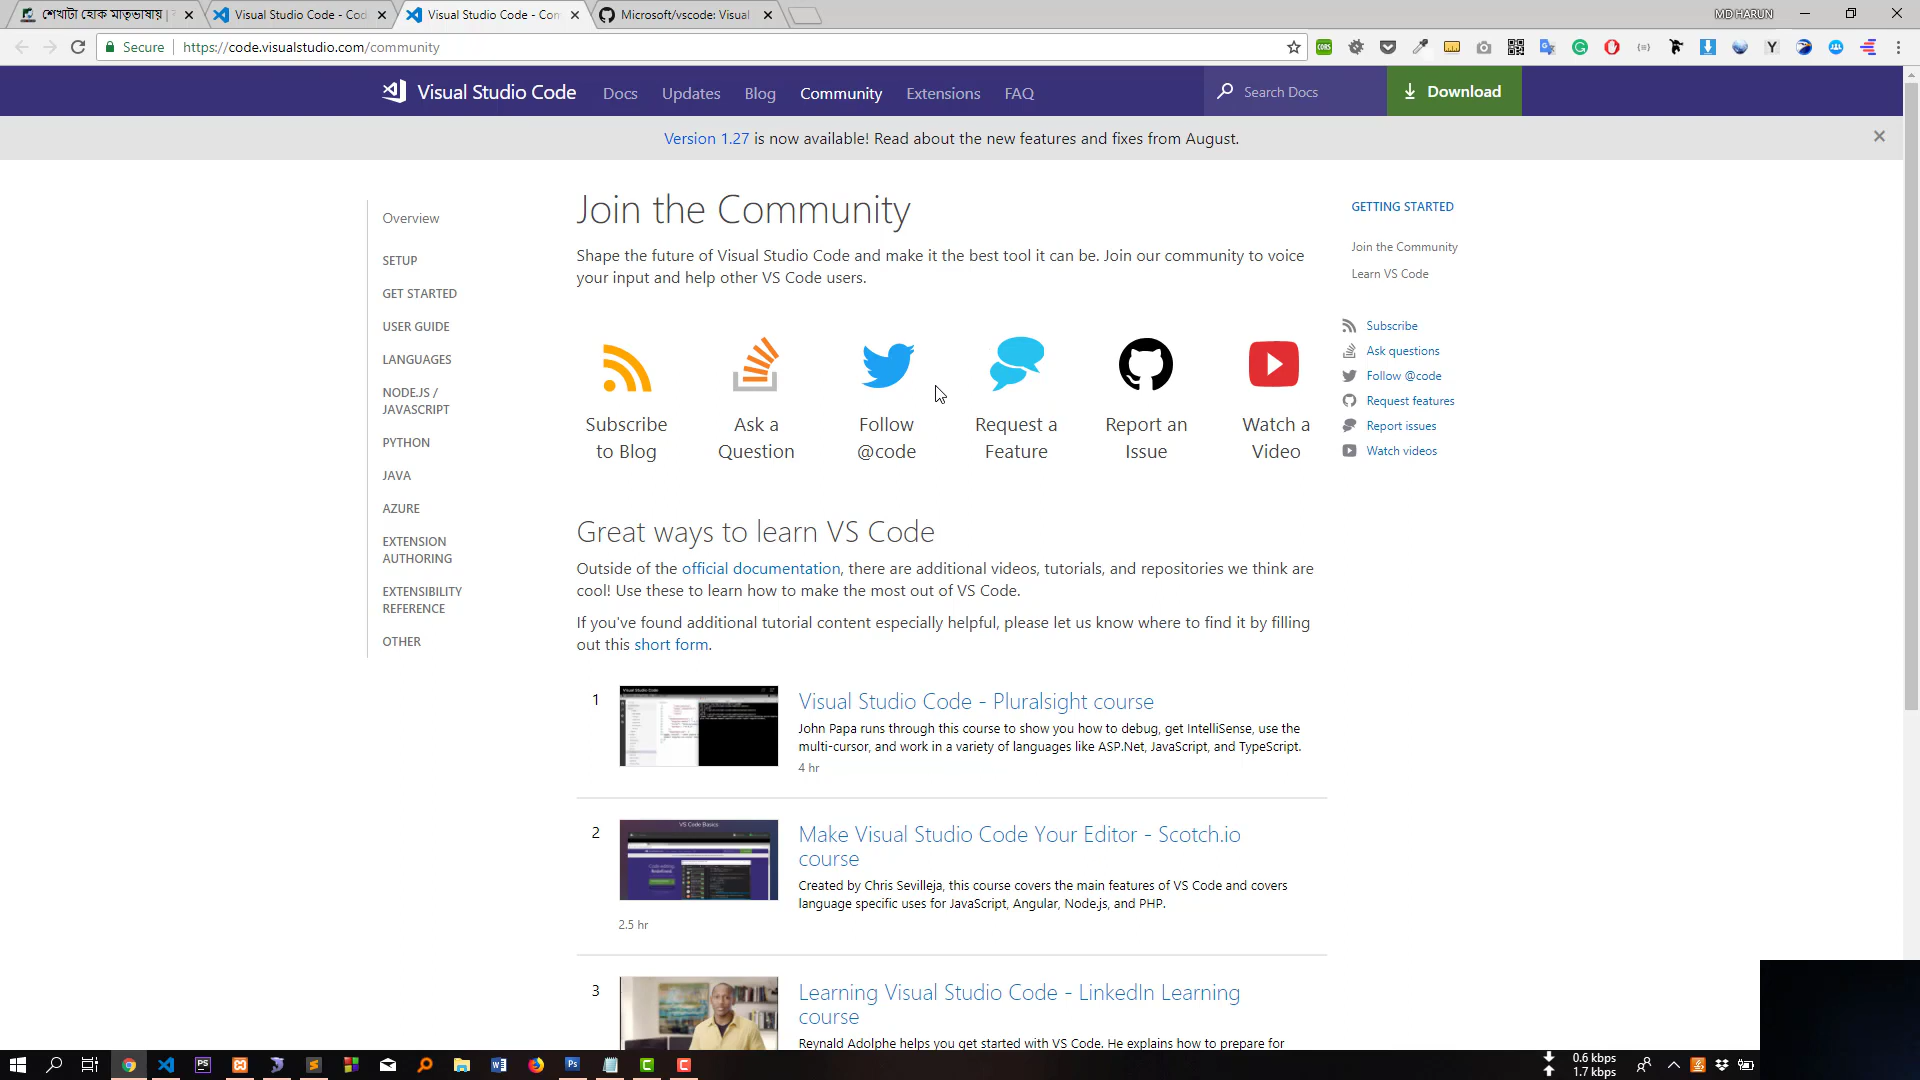 শেখাটা হোক মাতৃভাষায় |
Visual Studio Code - Cod
Visual Studio Code - Con
Microsoft/vscode: Visual
MD HARUN
Secure
https://code.visualstudio.com/community
Visual Studio Code
Docs
Updates
Blog
Community
Extensions
FAQ
Search Docs
Download
Version 1.27 is now available! Read about the new features and fixes from August.
Overview
SETUP
GET STARTED
USER GUIDE
LANGUAGES
NODE.JS /
JAVASCRIPT
PYTHON
JAVA
AZURE
EXTENSION
AUTHORING
EXTENSIBILITY
REFERENCE
OTHER
Join the Community
Shape the future of Visual Studio Code and make it the best tool it can be. Join our community to voice
your input and help other VS Code users.
Subscribe
to Blog
Ask a
Question
Follow
@code
Request a
Feature
Report an
Issue
Watch a
Video
Great ways to learn VS Code
Outside of the official documentation, there are additional videos, tutorials, and repositories we think are
cool! Use these to learn how to make the most out of VS Code.
If you've found additional tutorial content especially helpful, please let us know where to find it by filling
out this short form.
1
Visual Studio Code - Pluralsight course
John Papa runs through this course to show you how to debug, get IntelliSense, use the
multi-cursor, and work in a variety of languages like ASP.Net, JavaScript, and TypeScript.
4 hr
2
VS Code Basics
Make Visual Studio Code Your Editor - Scotch.io
course
Created by Chris Sevilleja, this course covers the main features of VS Code and covers
language specific uses for JavaScript, Angular, Node.js, and PHP.
2.5 hr
3
Learning Visual Studio Code - LinkedIn Learning
course
Reynald Adolphe helps you get started with VS Code. He explains how to prepare for
GETTING STARTED
Join the Community
Learn VS Code
Subscribe
Ask questions
Follow @code
Request features
Report issues
Watch videos
0.6 kbps
1.7 kbps